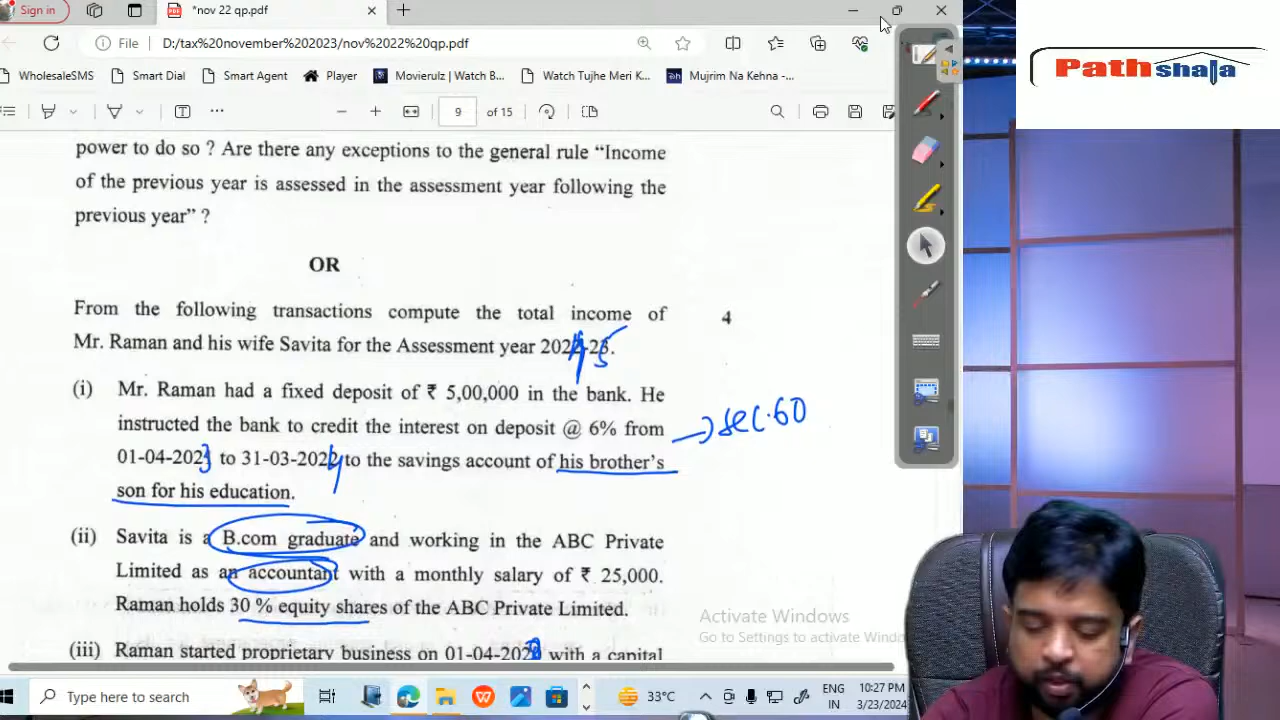 Sign in
*nov 22 qp.pdf
File
D:/tax%20november%202023/nov%2022%20qp.pdf
WholesaleSMS
Smart Dial
Smart Agent
Player
Movierulz | Watch B...
Watch Tujhe Meri K...
Mujrim Na Kehna -...
9 of 15
Pathshala
power to do so ? Are there any exceptions to the general rule “Income
of the previous year is assessed in the assessment year following the
previous year” ?
OR
From the following transactions compute the total income of 4
Mr. Raman and his wife Savita for the Assessment year 2024-25.
(i) Mr. Raman had a fixed deposit of ₹ 5,00,000 in the bank. He
instructed the bank to credit the interest on deposit @ 6% from
→ sec.60
01-04-2023 to 31-03-2024 to the savings account of his brother’s
son for his education.
(ii) Savita is a B.com graduate and working in the ABC Private
Limited as an accountant with a monthly salary of ₹ 25,000.
Raman holds 30 % equity shares of the ABC Private Limited.
Activate Windows
Go to Settings to activate Windo
(iii) Raman started proprietary business on 01-04-202 with a capital
Type here to search
33°C
ENG
IN
10:27 PM
3/23/2024